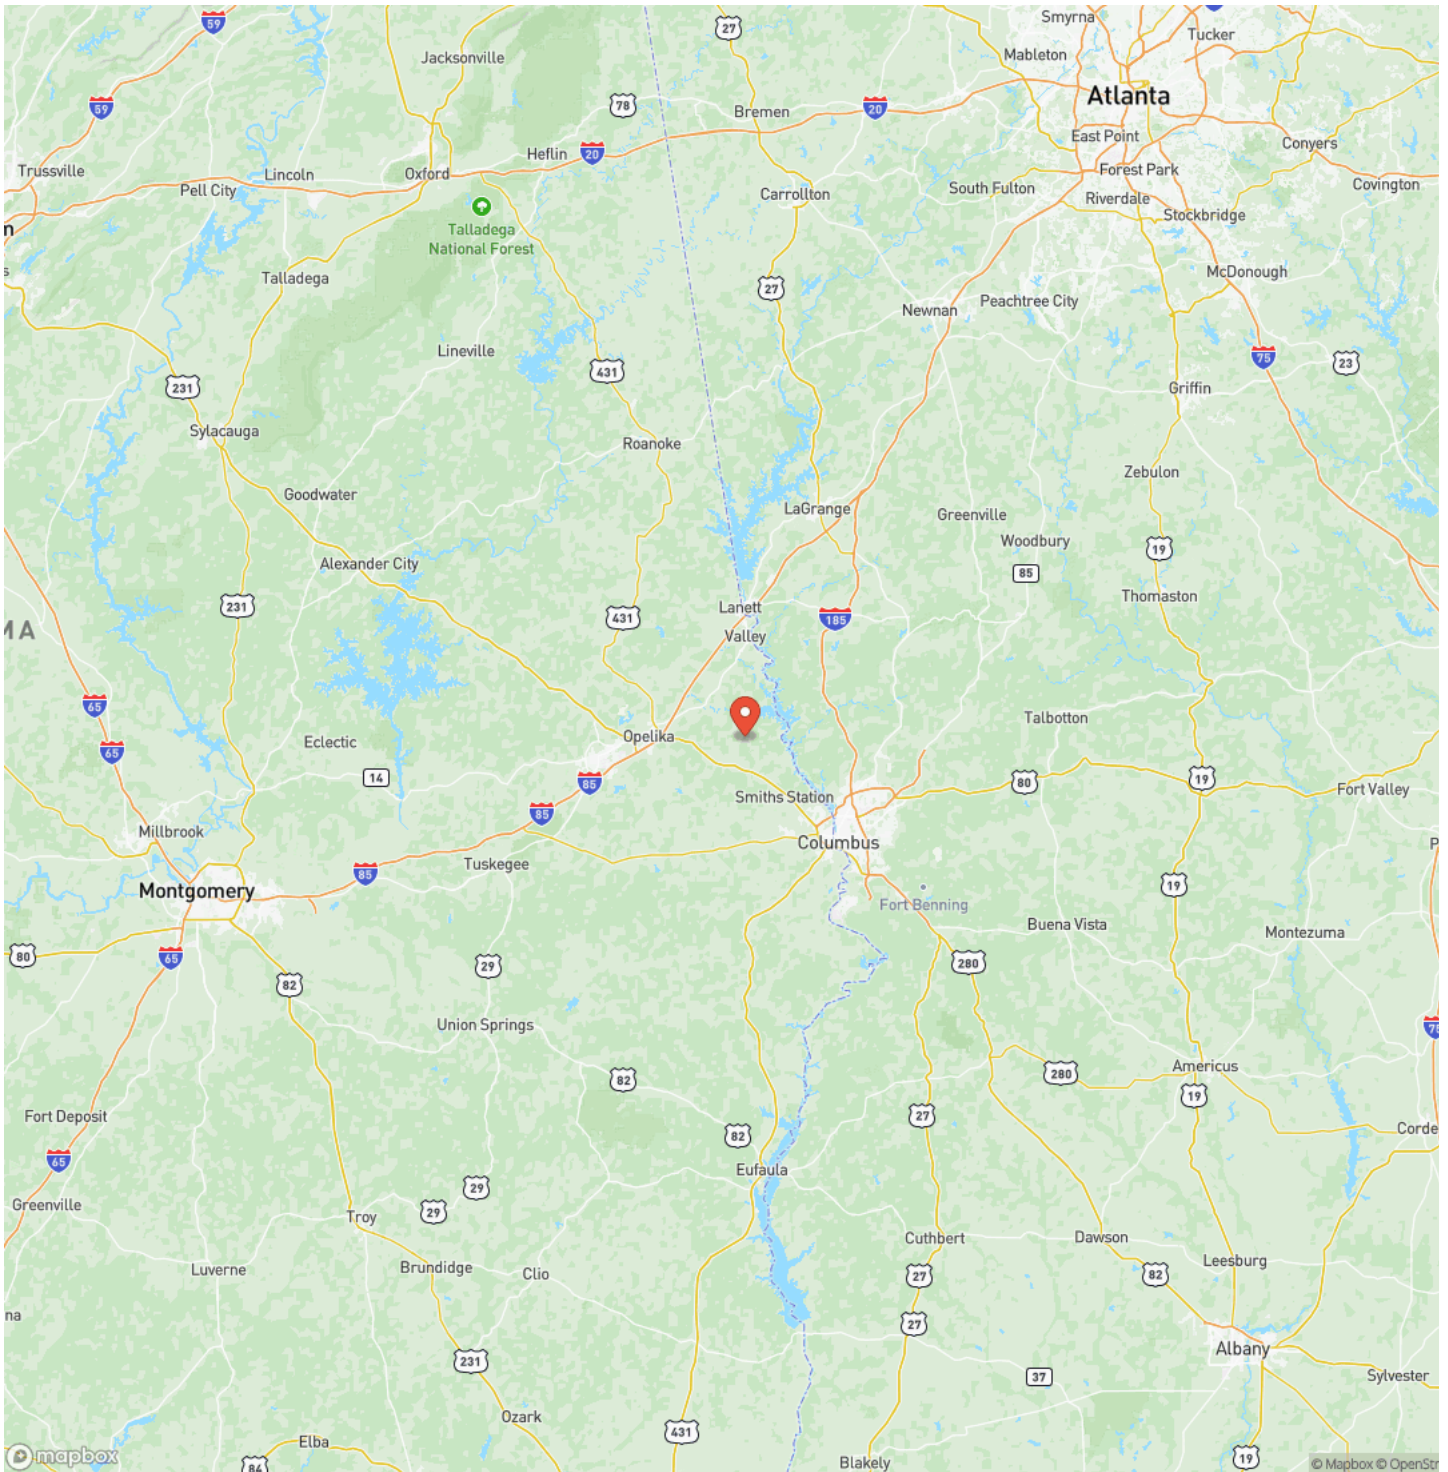 59
27
Smyrna
Tucker
Jacksonville
Mableton
59
78
Bremen
20
Atlanta
East Point
Conyers
Heflin
20
Trussville
Lincoln
Oxford
Forest Park
Pell City
Carrollton
South Fulton
Riverdale
Covington
Stockbridge
Talladega
National Forest
Talladega
27
McDonough
Newnan
Peachtree City
Lineville
431
75
23
231
Griffin
Sylacauga
Roanoke
Zebulon
Goodwater
LaGrange
Greenville
Woodbury
19
Alexander City
85
Thomaston
231
431
Lanett
185
MA
Valley
65
Talbotton
Opelika
Eclectic
65
14
85
80
19
Fort Valley
Smiths Station
85
Millbrook
Columbus
Tuskegee
85
P
Montgomery
19
Fort Benning
Buena Vista
Montezuma
80
65
29
280
82
Union Springs
75
82
280
Americus
19
Fort Deposit
27
82
Corde
65
Eufaula
29
Greenville
29
Troy
Cuthbert
Dawson
Leesburg
Luverne
Brundidge
Clio
27
82
na
27
231
Albany
37
Sylvester
Ozark
431
Elba
84
19
mapbox
Blakely
© Mapbox © OpenStr